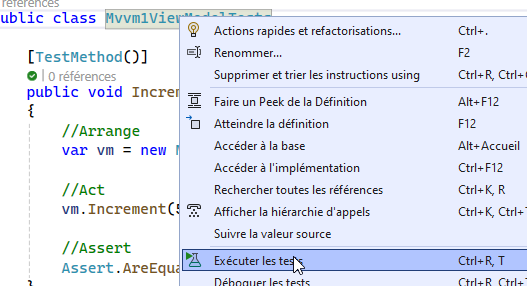 références
ublic class Mvvm1ViewModelTests
[TestMethod()]
| 0 références
public void Increm
{
//Arrange
var vm = new
//Act
vm.Increment(5
//Assert
Assert.AreEqua
Actions rapides et refactorisations... Ctrl+.
Renommer... F2
Supprimer et trier les instructions using Ctrl+R, Ctrl+
Faire un Peek de la Définition Alt+F12
Atteindre la définition F12
Accéder à la base Alt+Accueil
Accéder à l'implémentation Ctrl+F12
Rechercher toutes les références Ctrl+K, R
Afficher la hiérarchie d'appels Ctrl+K, Ctrl+
Suivre la valeur source
Exécuter les tests Ctrl+R, T
Déboguer les tests Ctrl+R, Ctrl+